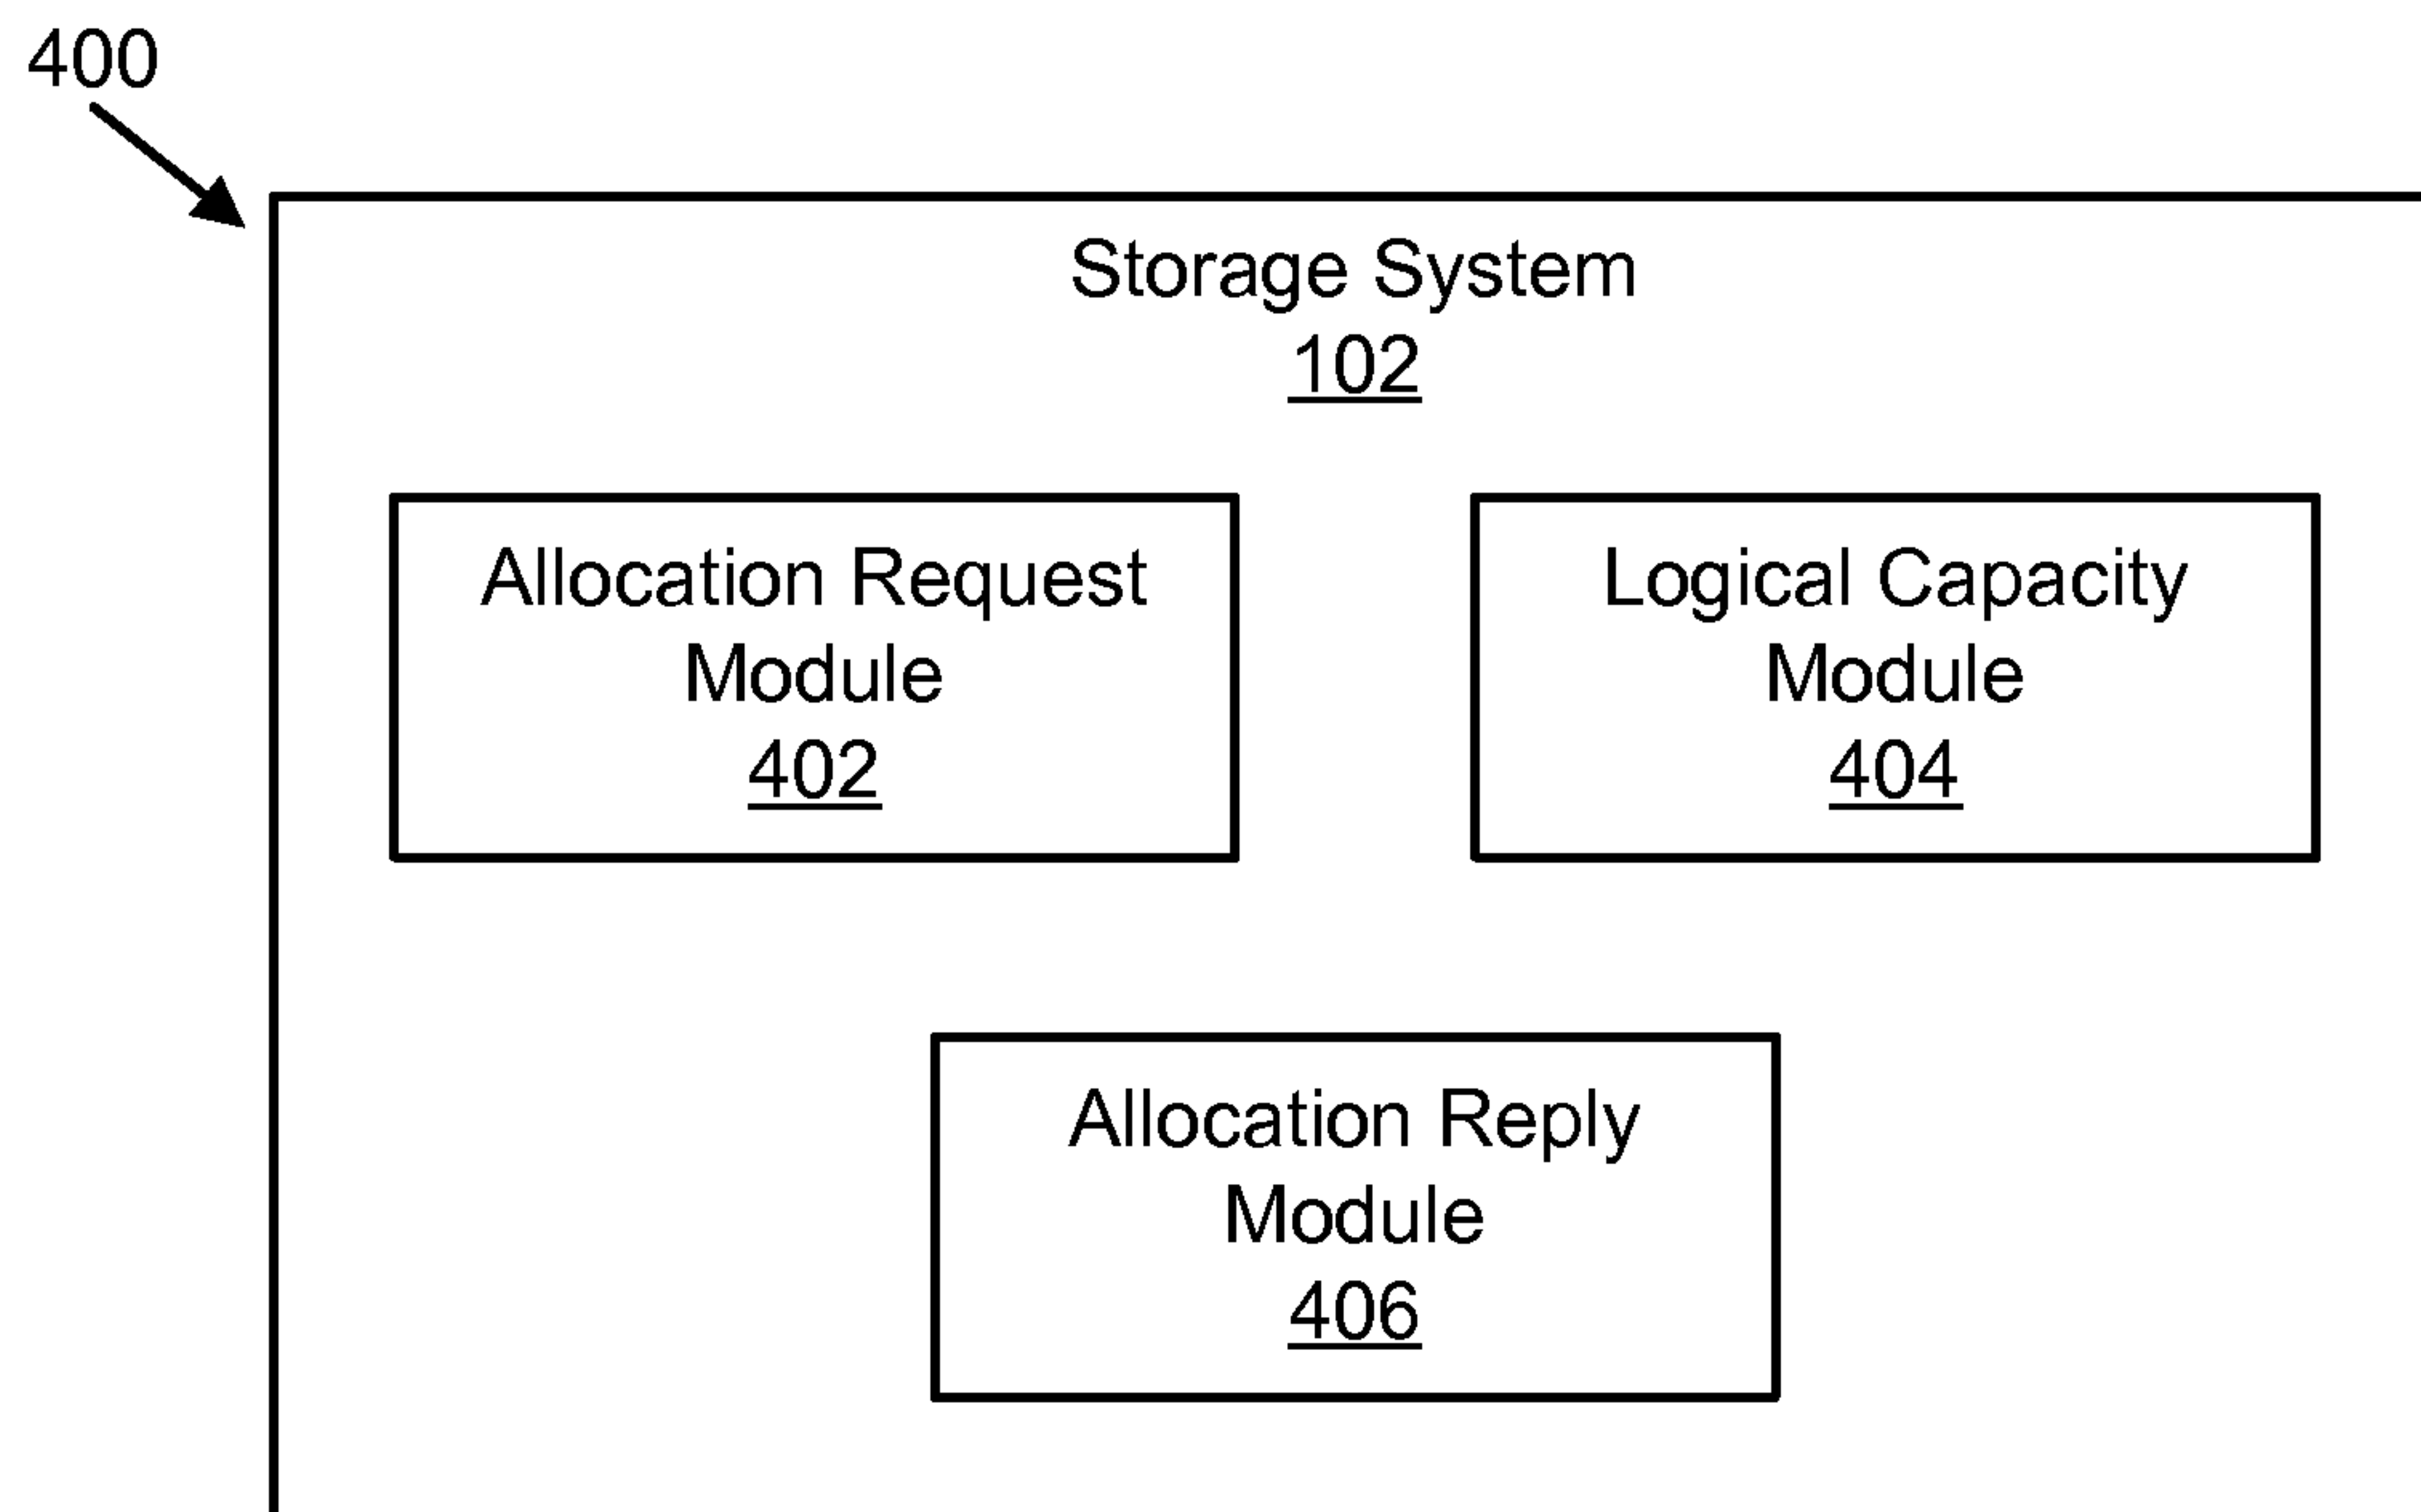 400
Storage System
102
Allocation Request
Module
402
Logical Capacity
Module
404
Allocation Reply
Module
406